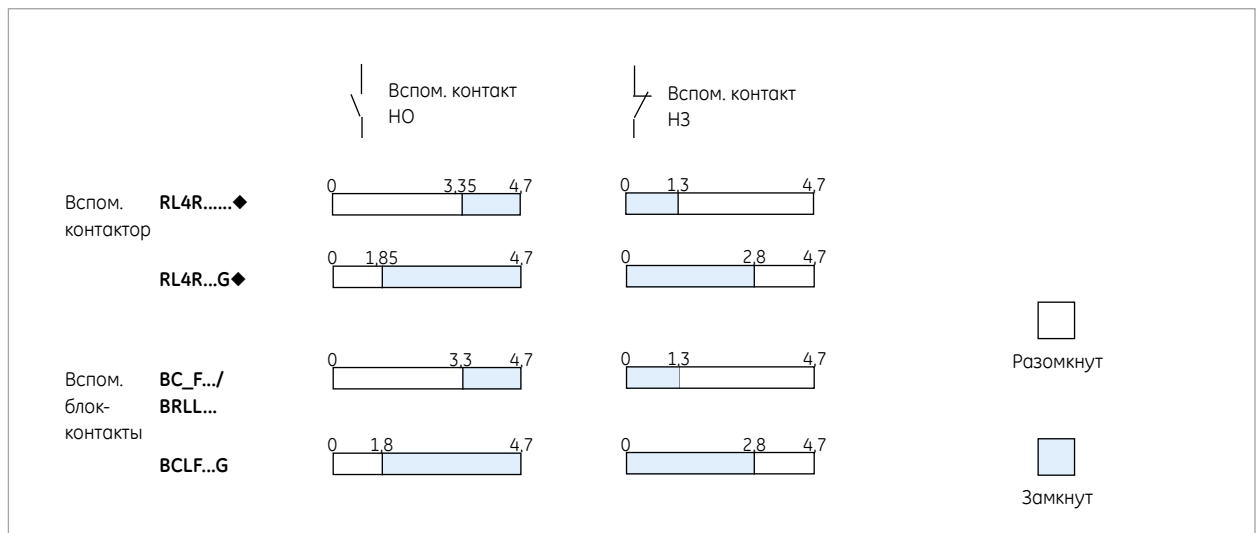 Вспом. контакт
НО
Вспом. контакт
НЗ
0 3,35 4,7
0 1,3 4,7
Вспом. RL4R......◆
контактор
0 1,85 4,7
0 2,8 4,7
RL4R...G◆
0 3,3 4,7
0 1,3 4,7
Вспом. BC_F.../
блок- BRLL...
контакты
0 1,8 4,7
0 2,8 4,7
BCLF...G
Разомкнут
Замкнут